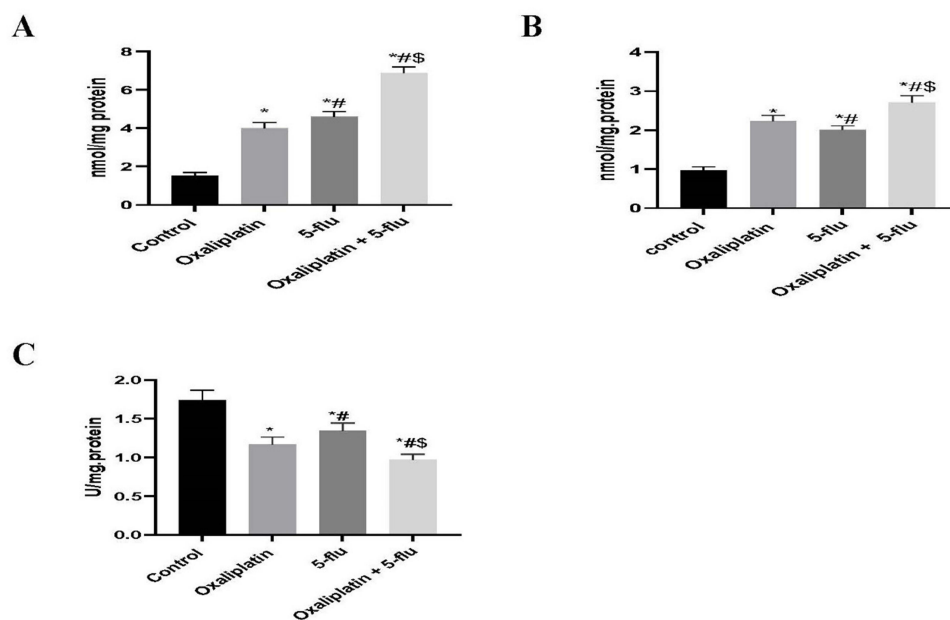 A
nmol/mg protein
8
6
4
2
0
*
*#
*#$
Control
Oxaliplatin
5-flu
Oxaliplatin + 5-flu
B
nmol/mg.protein
4
3
2
1
0
*
*#
*#$
control
Oxaliplatin
5-flu
Oxaliplatin + 5-flu
C
U/mg.protein
2.0
1.5
1.0
0.5
0.0
*
*#
*#$
Control
Oxaliplatin
5-flu
Oxaliplatin + 5-flu